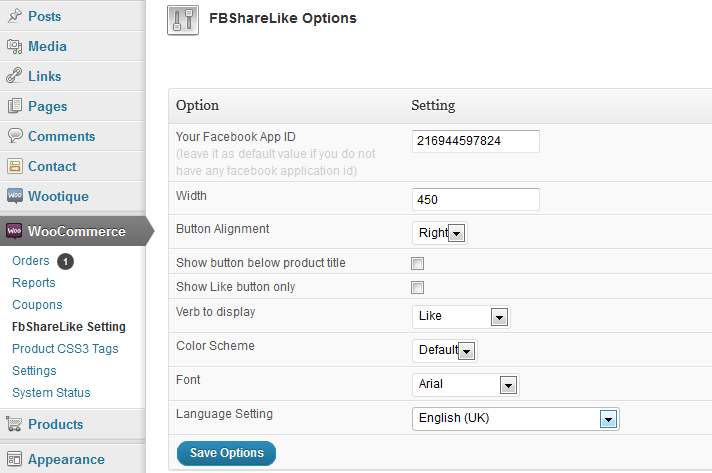 Posts
Media
Links
Pages
Comments
Contact
WOO Wootique
WOO WooCommerce
Orders 1
Reports
Coupons
FbShareLike Setting
Product CSS3 Tags
Settings
System Status
Products
Appearance
FBShareLike Options
Option Setting
Your Facebook App ID 216944597824
(leave it as default value if you do not
have any facebook application id)
Width 450
Button Alignment Right
Show button below product title
Show Like button only
Verb to display Like
Color Scheme Default
Font Arial
Language Setting English (UK)
Save Options